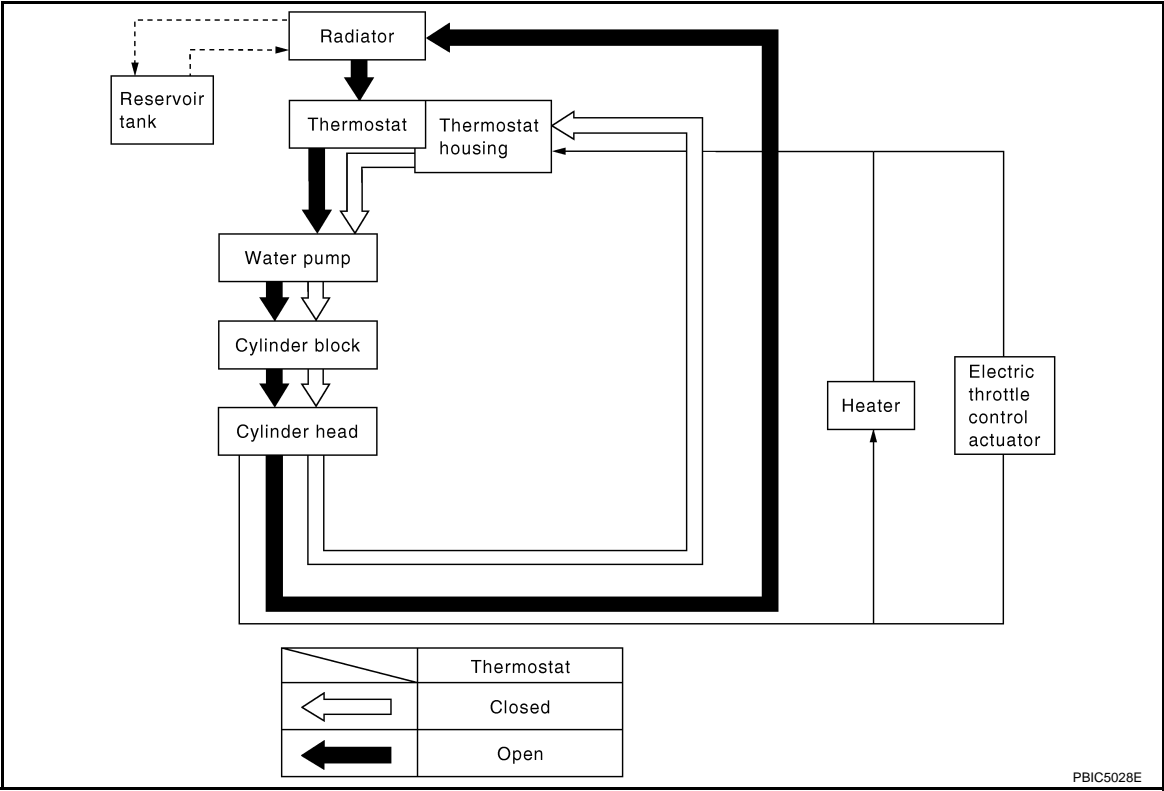 Radiator
Reservoir
tank
Thermostat
Thermostat
housing
Water pump
Cylinder block
Cylinder head
Heater
Electric
throttle
control
actuator
Thermostat
Closed
Open
PBIC5028E